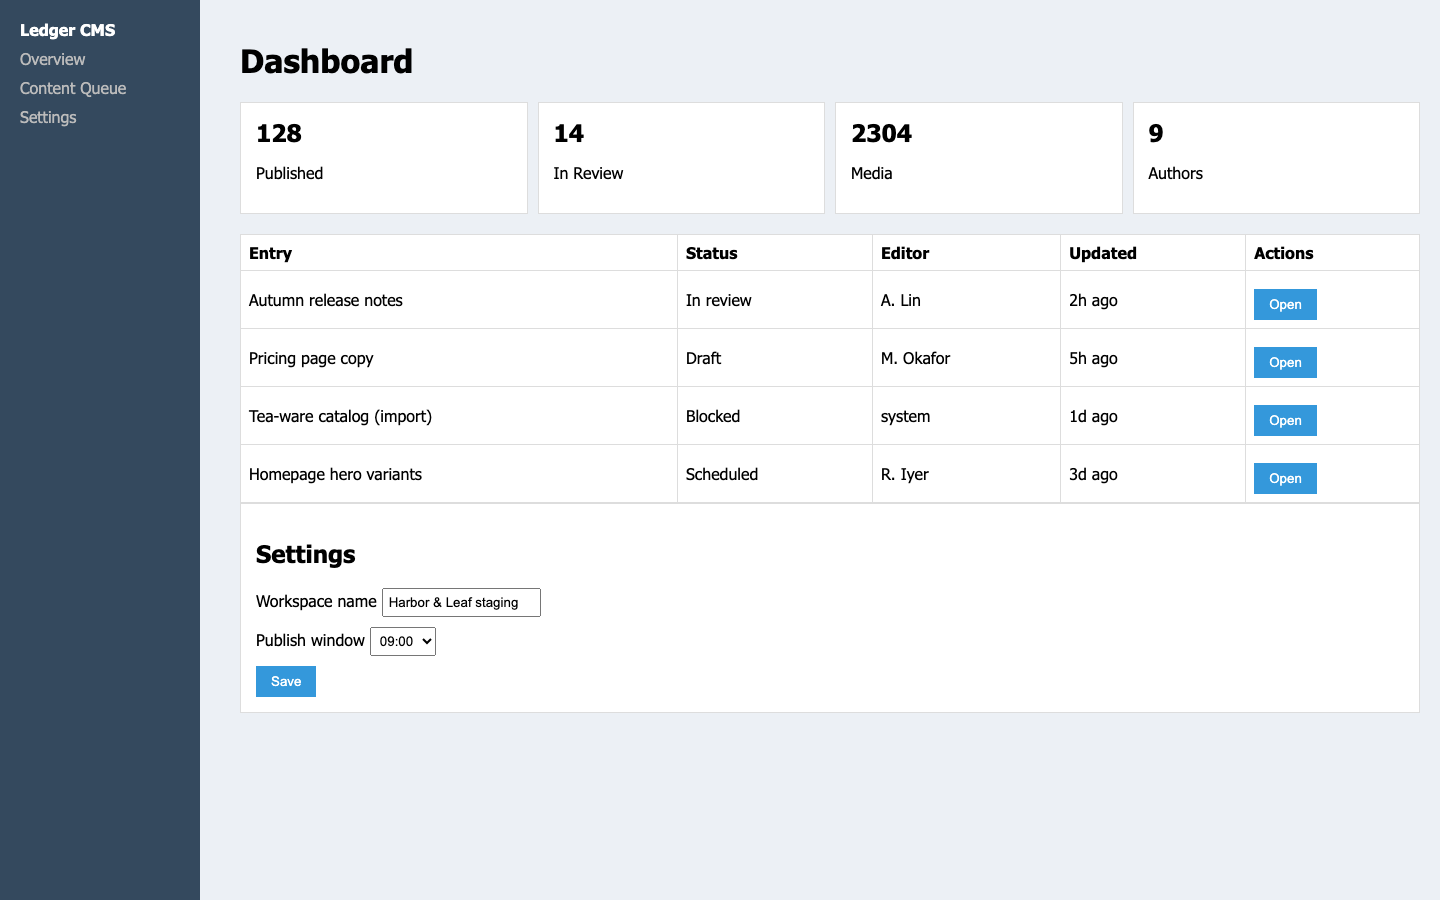 Ledger CMS
Overview
Content Queue
Settings
Dashboard
128
Published
14
In Review
2304
Media
9
Authors
Entry Status Editor Updated Actions
Autumn release notes In review A. Lin 2h ago Open
Pricing page copy Draft M. Okafor 5h ago Open
Tea-ware catalog (import) Blocked system 1d ago Open
Homepage hero variants Scheduled R. Iyer 3d ago Open
Settings
Workspace name Harbor & Leaf staging
Publish window 09:00
Save